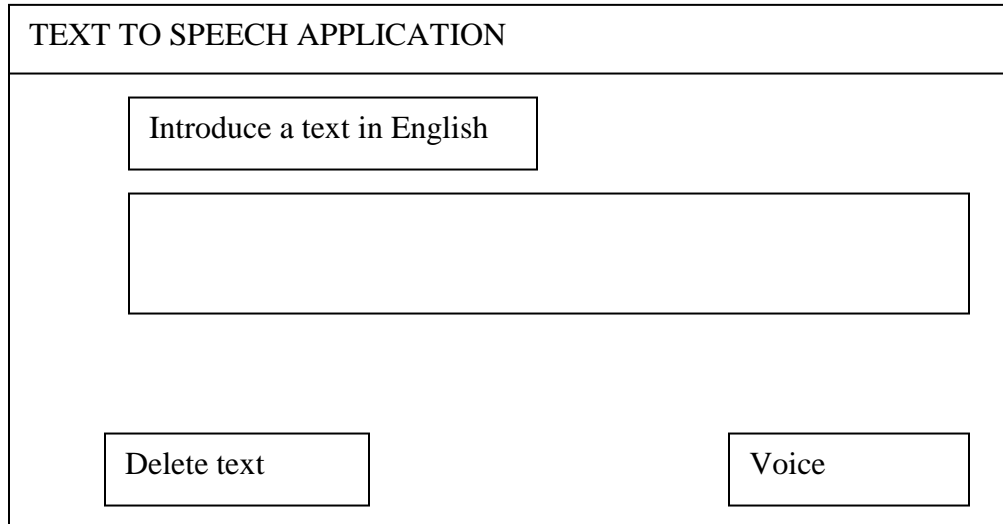 TEXT TO SPEECH APPLICATION
Introduce a text in English
Delete text
Voice